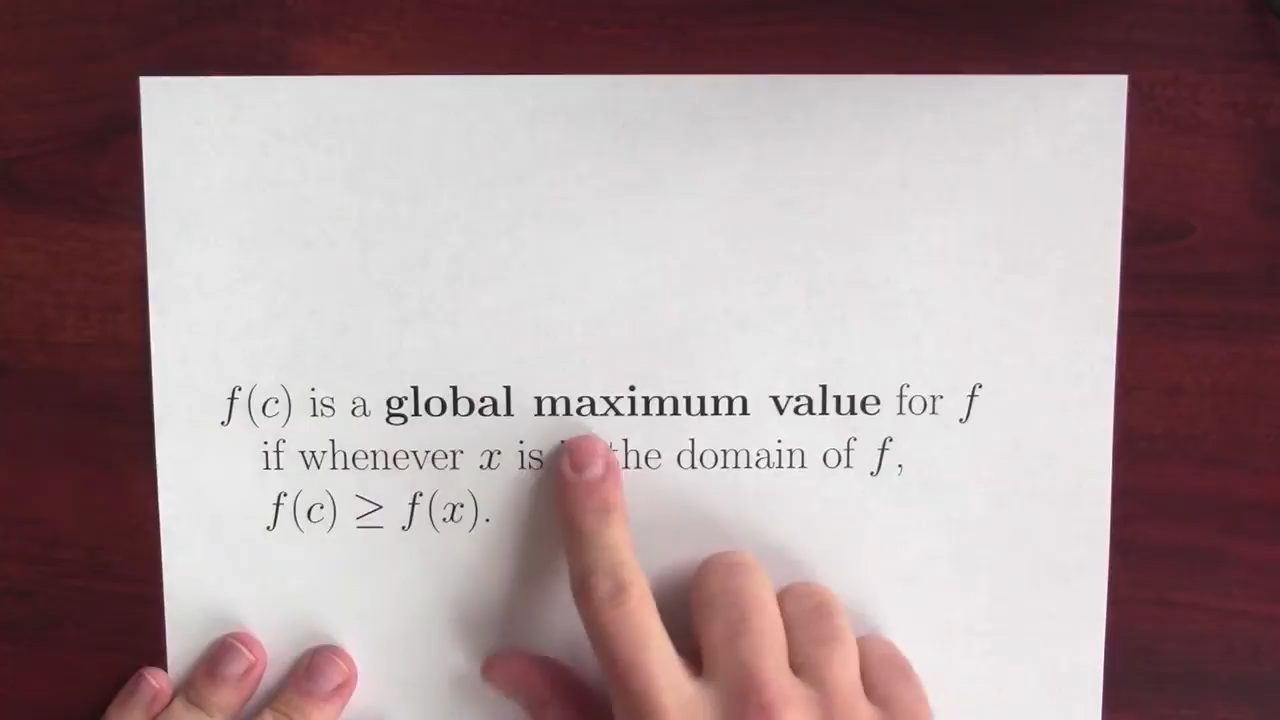 f(c) is a global maximum value for f
if whenever x is the domain of f,
f(c) ≥ f(x).